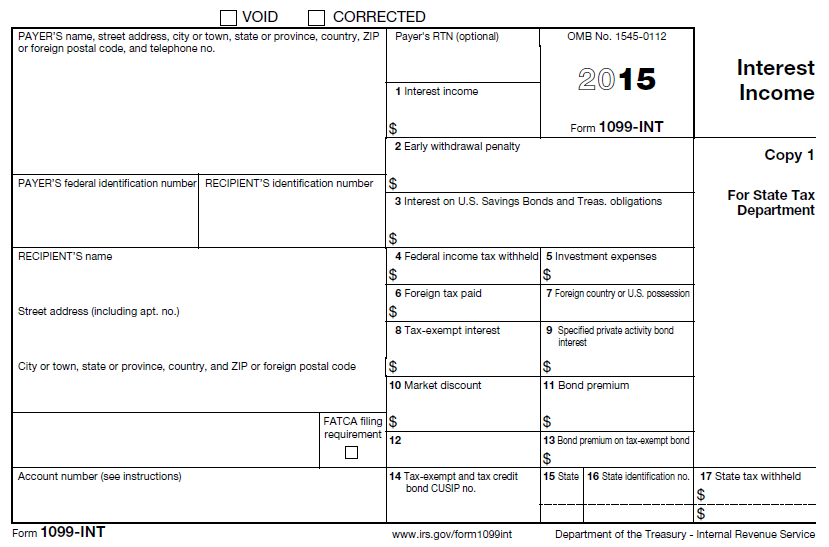 VOID CORRECTED
PAYER'S name, street address, city or town, state or province, country, ZIP
or foreign postal code, and telephone no.
Payer's RTN (optional)
1 Interest income
$
OMB No. 1545-0112
2015
Form 1099-INT
Interest
Income
2 Early withdrawal penalty
$
Copy 1
For State Tax
Department
PAYER'S federal identification number
RECIPIENT'S identification number
3 Interest on U.S. Savings Bonds and Treas. obligations
$
RECIPIENT'S name
Street address (including apt. no.)
City or town, state or province, country, and ZIP or foreign postal code
4 Federal income tax withheld
$
5 Investment expenses
$
6 Foreign tax paid
$
7 Foreign country or U.S. possession
8 Tax-exempt interest
$
9 Specified private activity bond
interest
$
10 Market discount
$
11 Bond premium
$
FATCA filing
requirement
12
13 Bond premium on tax-exempt bond
$
Account number (see instructions)
14 Tax-exempt and tax credit
bond CUSIP no.
15 State
16 State identification no.
17 State tax withheld
$
$
Form 1099-INT
www.irs.gov/form1099int
Department of the Treasury - Internal Revenue Service